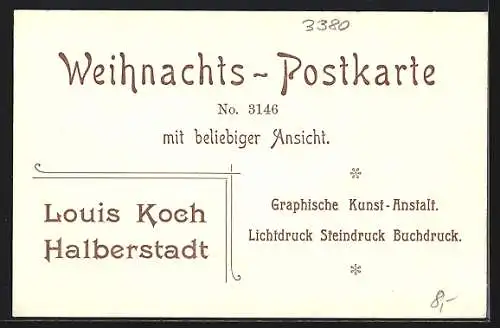 3380
Weihnachts - Postkarte
No. 3146
mit beliebiger Ansicht.
Louis Koch
Halberstadt
Graphische Kunst-Anstalt.
Lichtdruck Steindruck Buchdruck.
8,-